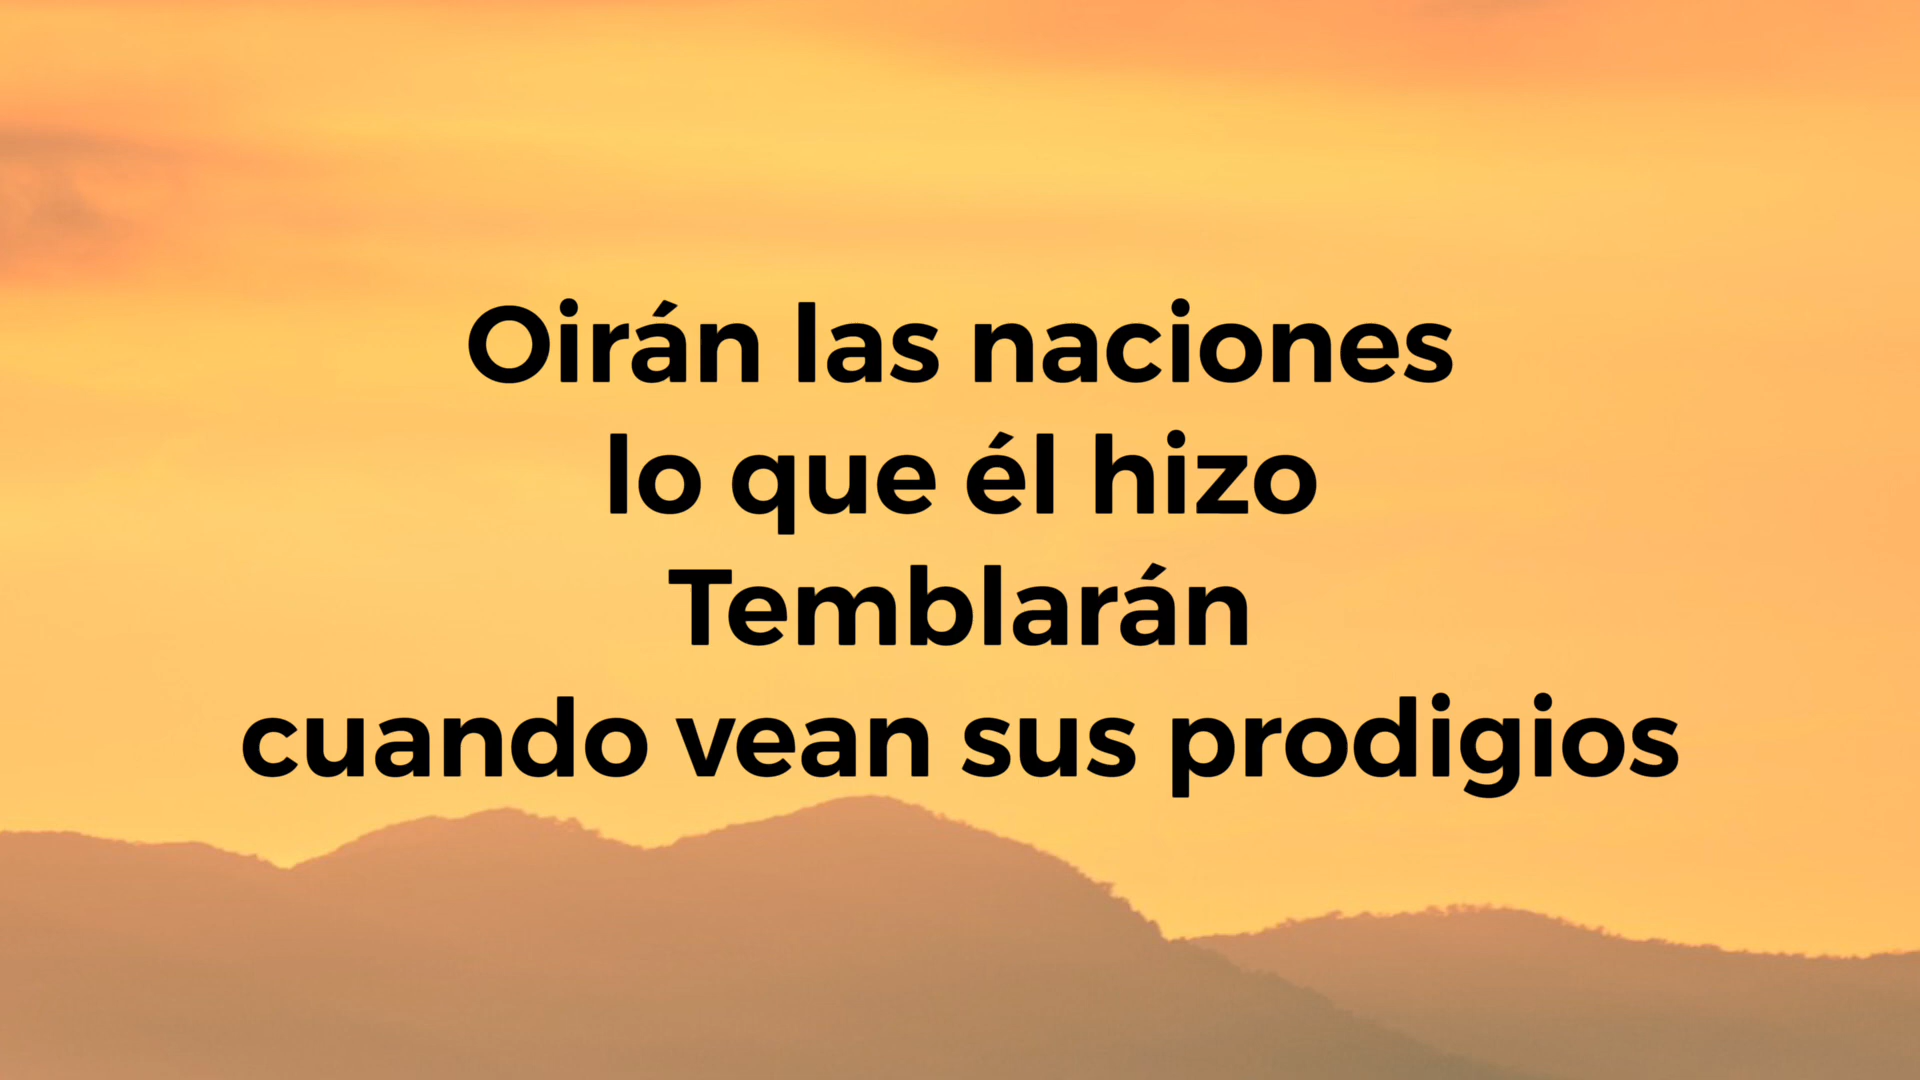 Oirán las naciones
lo que él hizo
Temblarán
cuando vean sus prodigios